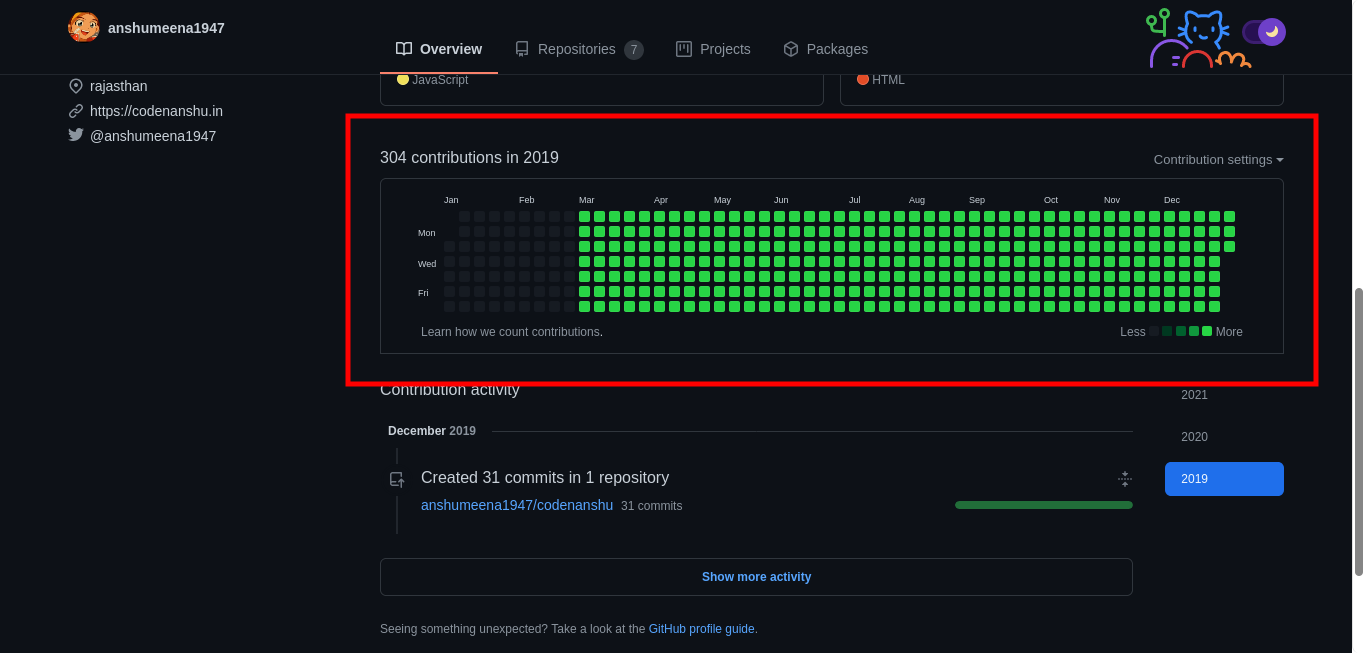 anshumeena1947
Overview
Repositories 7
Projects
Packages
rajasthan
https://codenanshu.in
@anshumeena1947
JavaScript
HTML
304 contributions in 2019
Contribution settings
Jan Feb Mar Apr May Jun Jul Aug Sep Oct Nov Dec
Mon
Wed
Fri
Learn how we count contributions.
Less More
Contribution activity
2021
2020
2019
December 2019
Created 31 commits in 1 repository
anshumeena1947/codenanshu 31 commits
Show more activity
Seeing something unexpected? Take a look at the GitHub profile guide.